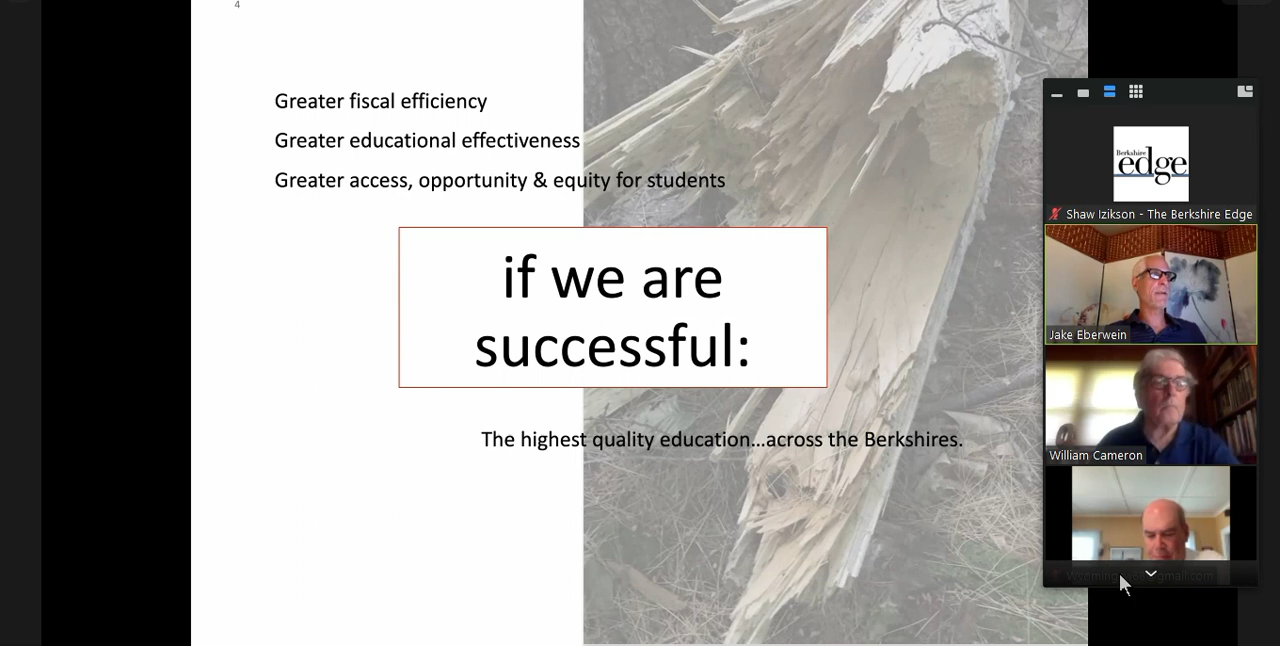 4
Greater fiscal efficiency
Greater educational effectiveness
Greater access, opportunity & equity for students
if we are
successful:
The highest quality education...across the Berkshires.
Berkshire
edge
Shaw Izikson - The Berkshire Edge
Jake Eberwein
William Cameron